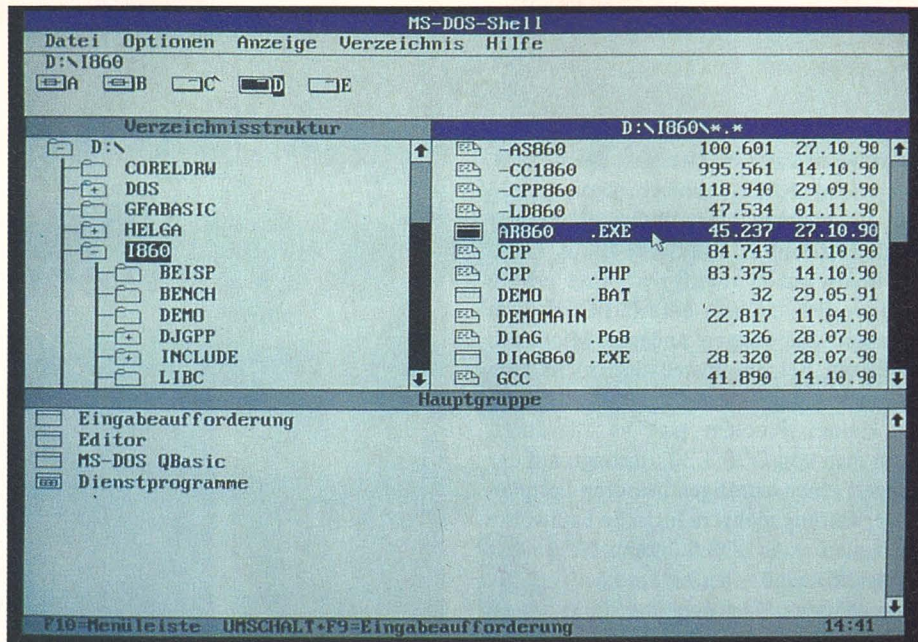 MS-DOS-Shell
Datei Optionen Anzeige Verzeichnis Hilfe
D:\I860
A B C D E
Verzeichnisstruktur
D:\
CORELDRW
DOS
GFABASIC
HELGA
I860
BEISP
BENCH
DEMO
DJGPP
INCLUDE
LIBC
D:\I860\*.*
-AS860 100.601 27.10.90
-CC1860 995.561 14.10.90
-CPP860 118.940 29.09.90
-LD860 47.534 01.11.90
AR860 .EXE 45.237 27.10.90
CPP 84.743 11.10.90
CPP .PHP 83.375 14.10.90
DEMO .BAT 32 29.05.91
DEMOMAIN 22.817 11.04.90
DIAG .P68 326 28.07.90
DIAG860 .EXE 28.320 28.07.90
GCC 41.890 14.10.90
Hauptgruppe
Eingabeaufforderung
Editor
MS-DOS QBasic
Dienstprogramme
F10=Menüleiste UMSCHALT+F9=Eingabeaufforderung 14:41